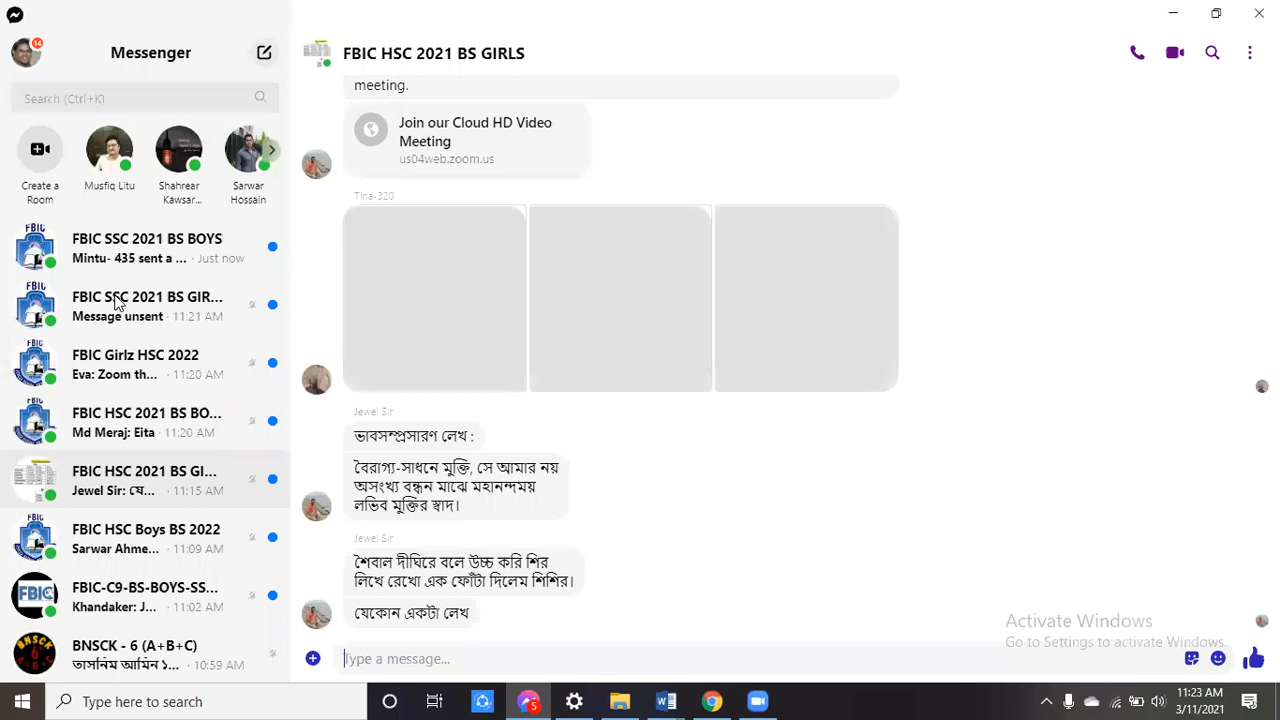 Messenger
FBIC HSC 2021 BS GIRLS
14
Search (Ctrl+K)
Create a
Room
Musfiq Litu
Shahrear
Kawsar...
Sarwar
Hossain
FBIC SSC 2021 BS BOYS
Mintu- 435 sent a ... · Just now
FBIC SSC 2021 BS GIR...
Message unsent · 11:21 AM
FBIC Girlz HSC 2022
Eva: Zoom th... · 11:20 AM
FBIC HSC 2021 BS BO...
Md Meraj: Eita · 11:20 AM
FBIC HSC 2021 BS GI...
Jewel Sir: যে... · 11:15 AM
FBIC HSC Boys BS 2022
Sarwar Ahme... · 11:09 AM
FBIC-C9-BS-BOYS-SS...
Khandaker: J... · 11:02 AM
BNSCK - 6 (A+B+C)
তাসনিম আমিন ১... · 10:59 AM
meeting.
Join our Cloud HD Video
Meeting
us04web.zoom.us
Tina-320
Jewel Sir
ভাবসম্প্রসারণ লেখ :
বৈরাগ্য-সাধনে মুক্তি, সে আমার নয়
অসংখ্য বন্ধন মাঝে মহানন্দময়
লভিব মুক্তির স্বাদ।
Jewel Sir
শৈবাল দীঘিরে বলে উচ্চ করি শির
লিখে রেখো এক ফোঁটা দিলেম শিশির।
যেকোন একটা লেখ
Type a message...
Activate Windows
Go to Settings to activate Windows.
Type here to search
5
11:23 AM
3/11/2021